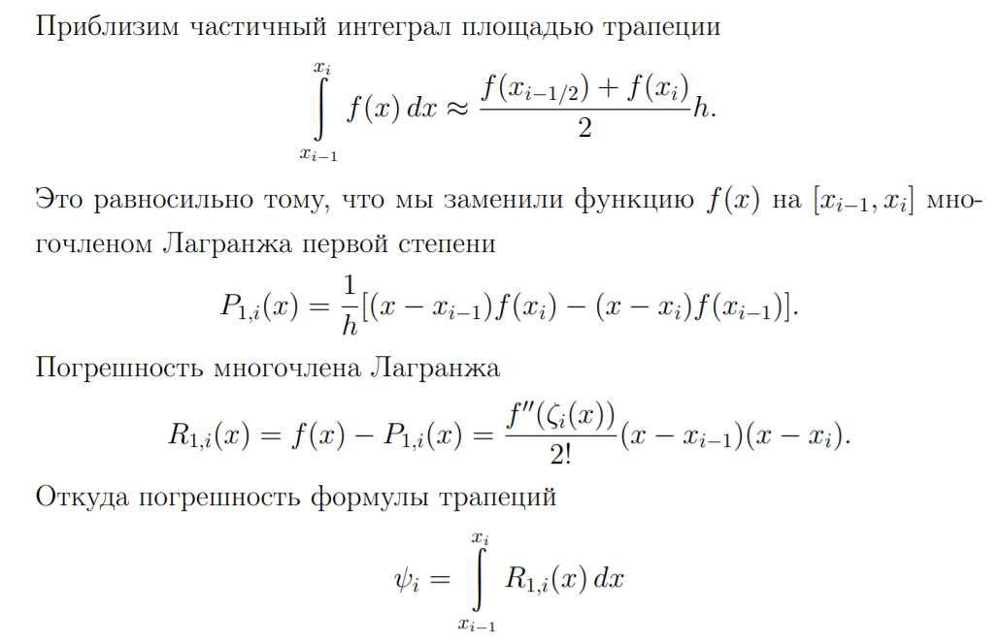 Приблизим частичный интеграл площадью трапеции
$$\int\limits_{x_{i-1}}^{x_i} f(x)\,dx \approx \frac{f(x_{i-1/2}) + f(x_i)}{2} h.$$
Это равносильно тому, что мы заменили функцию $f(x)$ на $[x_{i-1}, x_i]$ мно-
гочленом Лагранжа первой степени
$$P_{1,i}(x) = \frac{1}{h}[(x - x_{i-1})f(x_i) - (x - x_i)f(x_{i-1})].$$
Погрешность многочлена Лагранжа
$$R_{1,i}(x) = f(x) - P_{1,i}(x) = \frac{f''(\zeta_i(x))}{2!}(x - x_{i-1})(x - x_i).$$
Откуда погрешность формулы трапеций
$$\psi_i = \int\limits_{x_{i-1}}^{x_i} R_{1,i}(x)\,dx$$